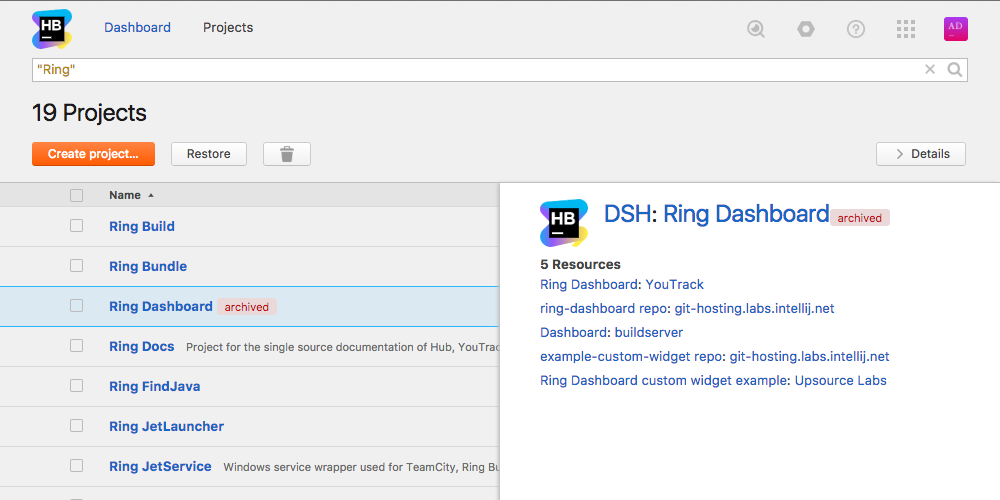 HB Dashboard Projects AD
"Ring"
19 Projects
Create project... Restore Details
Name
Ring Build
Ring Bundle
Ring Dashboard archived
Ring Docs Project for the single source documentation of Hub, YouTrac
Ring FindJava
Ring JetLauncher
Ring JetService Windows service wrapper used for TeamCity, Ring Bu
HB DSH: Ring Dashboard archived
5 Resources
Ring Dashboard: YouTrack
ring-dashboard repo: git-hosting.labs.intellij.net
Dashboard: buildserver
example-custom-widget repo: git-hosting.labs.intellij.net
Ring Dashboard custom widget example: Upsource Labs